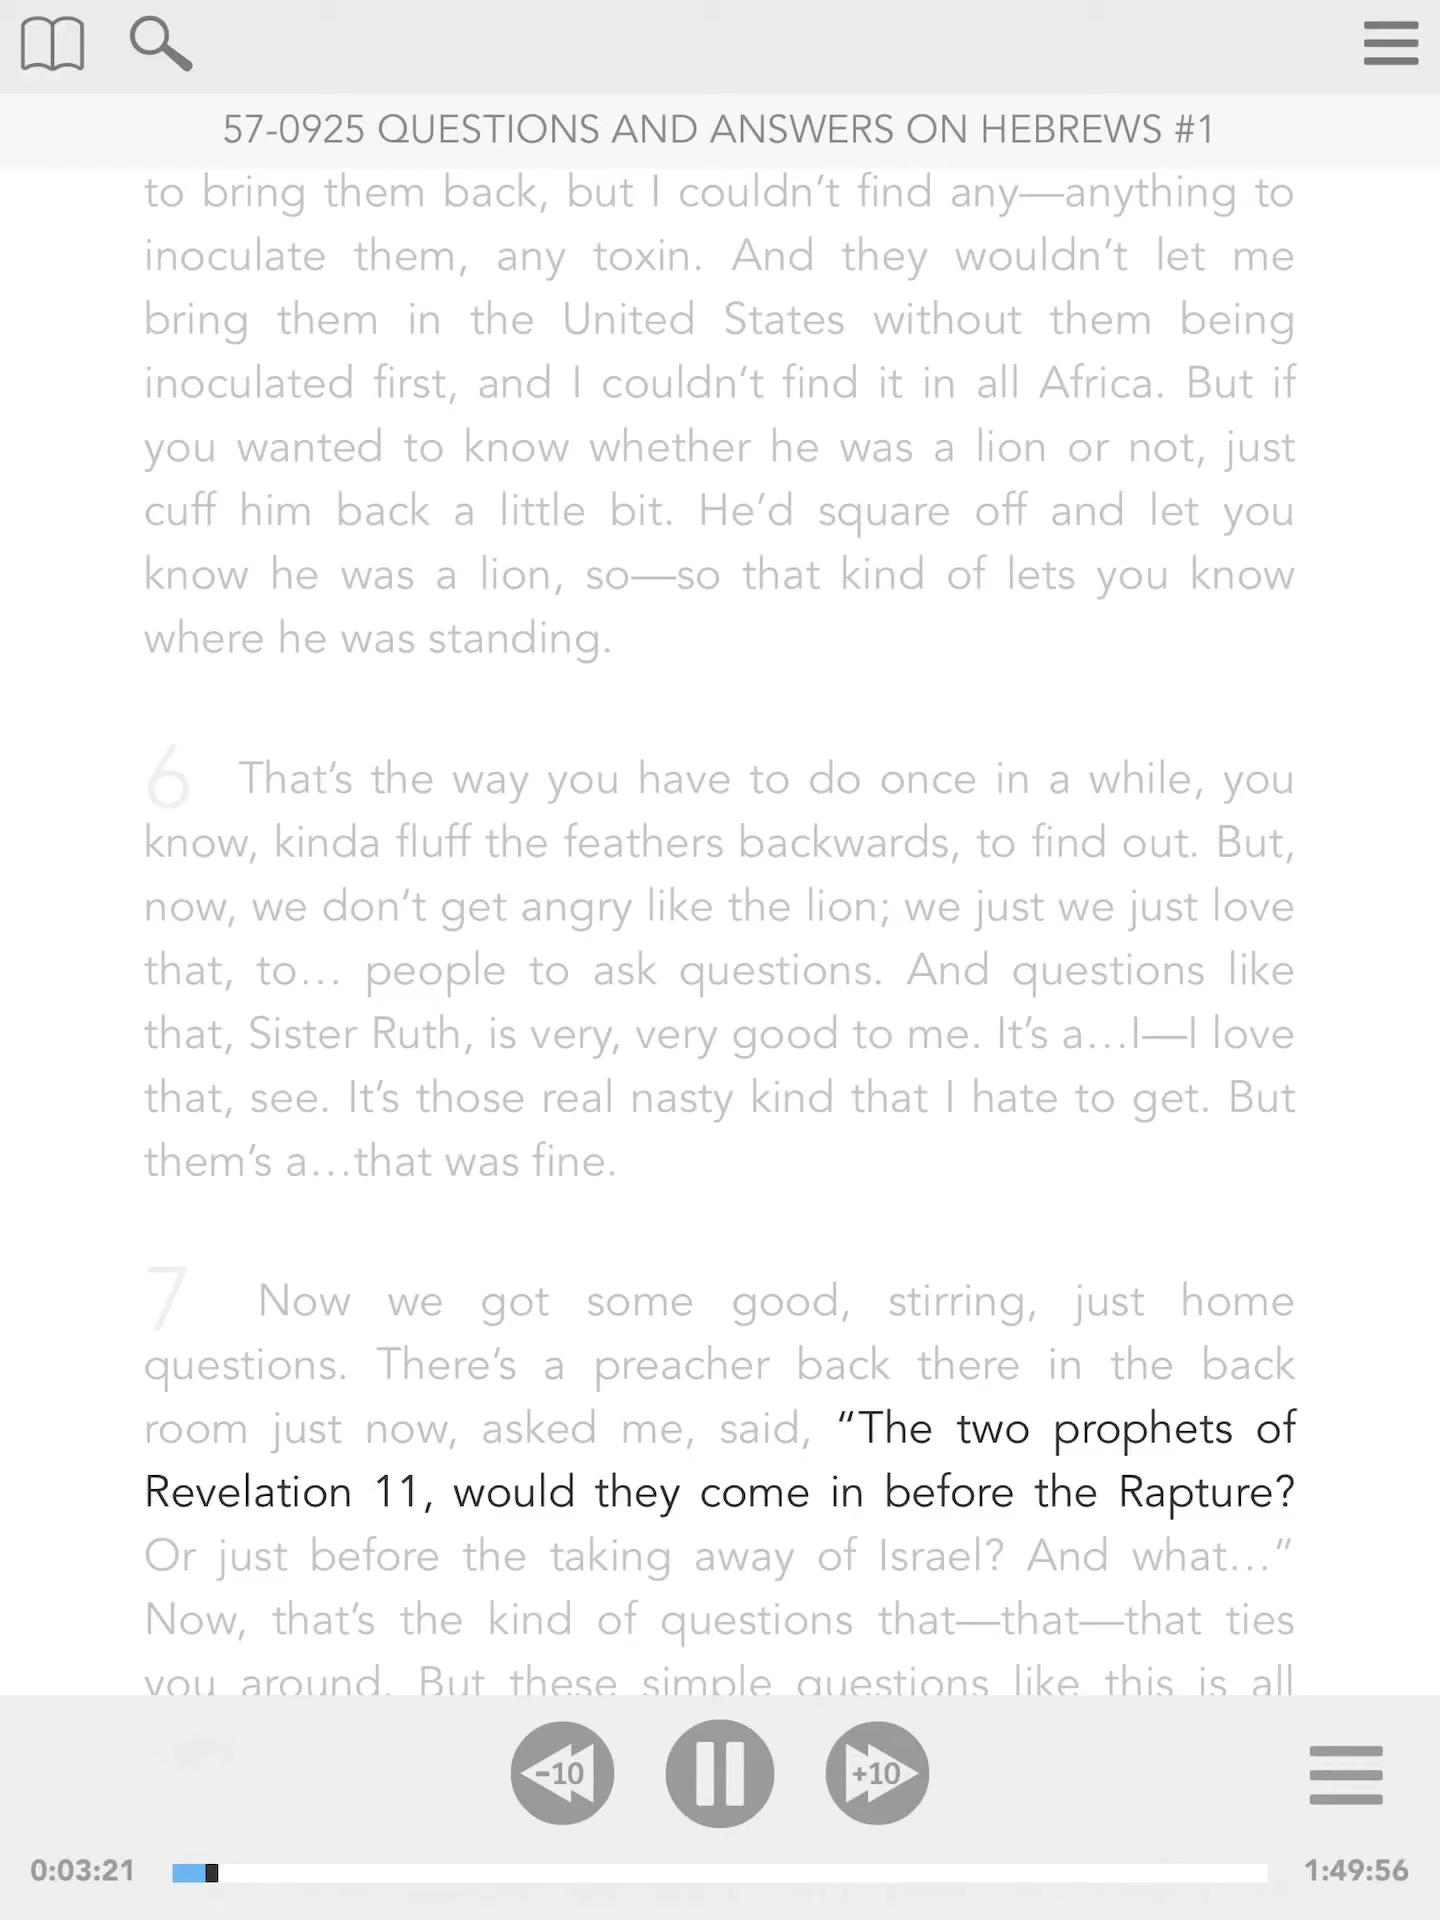 57-0925 QUESTIONS AND ANSWERS ON HEBREWS #1
to bring them back, but I couldn’t find any—anything to
inoculate them, any toxin. And they wouldn’t let me
bring them in the United States without them being
inoculated first, and I couldn’t find it in all Africa. But if
you wanted to know whether he was a lion or not, just
cuff him back a little bit. He’d square off and let you
know he was a lion, so—so that kind of lets you know
where he was standing.
6 That’s the way you have to do once in a while, you
know, kinda fluff the feathers backwards, to find out. But,
now, we don’t get angry like the lion; we just we just love
that, to… people to ask questions. And questions like
that, Sister Ruth, is very, very good to me. It’s a…I—I love
that, see. It’s those real nasty kind that I hate to get. But
them’s a…that was fine.
7 Now we got some good, stirring, just home
questions. There’s a preacher back there in the back
room just now, asked me, said, “The two prophets of
Revelation 11, would they come in before the Rapture?
Or just before the taking away of Israel? And what…”
Now, that’s the kind of questions that—that—that ties
you around. But these simple questions like this is all
-10 +10
0:03:21 1:49:56